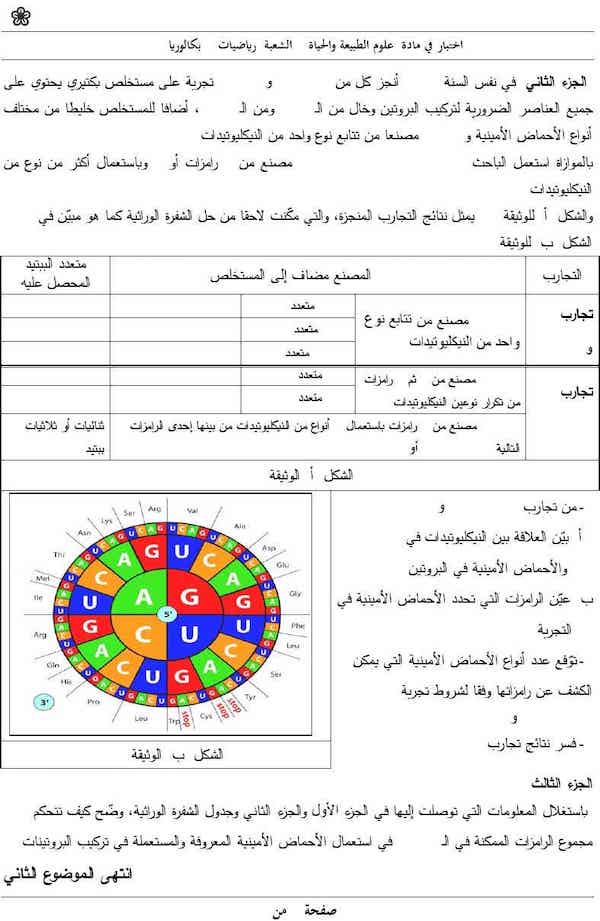 اختبار في مادة علوم الطبيعة والحياة الشعبة رياضيات بكالوريا
الجزء الثاني في نفس السنة أنجز كل من و تجربة على مستخلص بكتيري يحتوي على
جميع العناصر الضرورية لتركيب البروتين وخال من الـ ومن الـ ، أضافا للمستخلص خليطا من مختلف
أنواع الأحماض الأمينية و مصنعا من تتابع نوع واحد من النيكليوتيدات
بالموازاة استعمل الباحث مصنع من رامزات أو وباستعمال أكثر من نوع من
النيكليوتيدات
والشكل أ للوثيقة يمثل نتائج التجارب المنجزة، والتي مكّنت لاحقا من حل الشفرة الوراثية كما هو مبيّن في
الشكل ب للوثيقة
التجارب المصنع مضاف إلى المستخلص متعدد الببتيد
المحصل عليه
تجارب
و
مصنع من تتابع نوع
واحد من النيكليوتيدات
متعدد
متعدد
متعدد
تجارب
مصنع من ثم رامزات
من تكرار نوعين النيكليوتيدات
متعدد
متعدد
مصنع من رامزات باستعمال أنواع من النيكليوتيدات من بينها إحدى الرامزات
التالية أو
ثنائيات أو ثلاثيات
ببتيد
الشكل أ الوثيقة
- من تجارب و
أ بيّن العلاقة بين النيكليوتيدات في
والأحماض الأمينية في البروتين
ب عيّن الرامزات التي تحدد الأحماض الأمينية في
التجربة
- توقع عدد أنواع الأحماض الأمينية التي يمكن
الكشف عن رامزاتها وفقا لشروط تجربة
و
- فسر نتائج تجارب
Gly
Glu
Asp
Ala
Val
Arg
Ser
Lys
Asn
Thi
Met
Ile
Arg
Gln
His
Pro
Leu
Trp
stop
Cys
stop
stop
Tyr
Ser
Leu
Phe
A G
C U
5'
3'
الشكل ب الوثيقة
الجزء الثالث
باستغلال المعلومات التي توصلت إليها في الجزء الأول والجزء الثاني وجدول الشفرة الوراثية، وضّح كيف تتحكم
مجموع الرامزات الممكنة في الـ في استعمال الأحماض الأمينية المعروفة والمستعملة في تركيب البروتينات
انتهى الموضوع الثاني
صفحة من